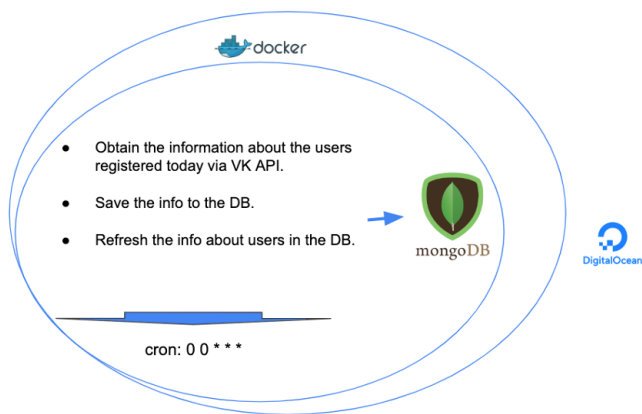 docker
● Obtain the information about the users
registered today via VK API.
● Save the info to the DB.
● Refresh the info about users in the DB.
mongoDB
DigitalOcean
cron: 0 0 * * *